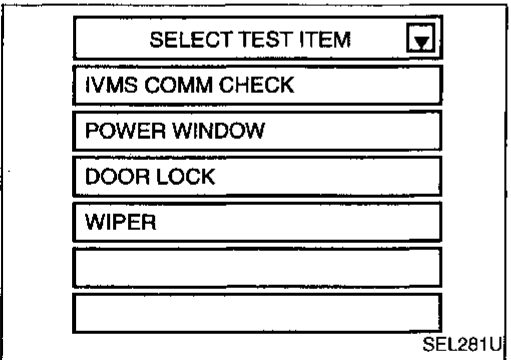 SELECT TEST ITEM
IVMS COMM CHECK
POWER WINDOW
DOOR LOCK
WIPER
SEL281U